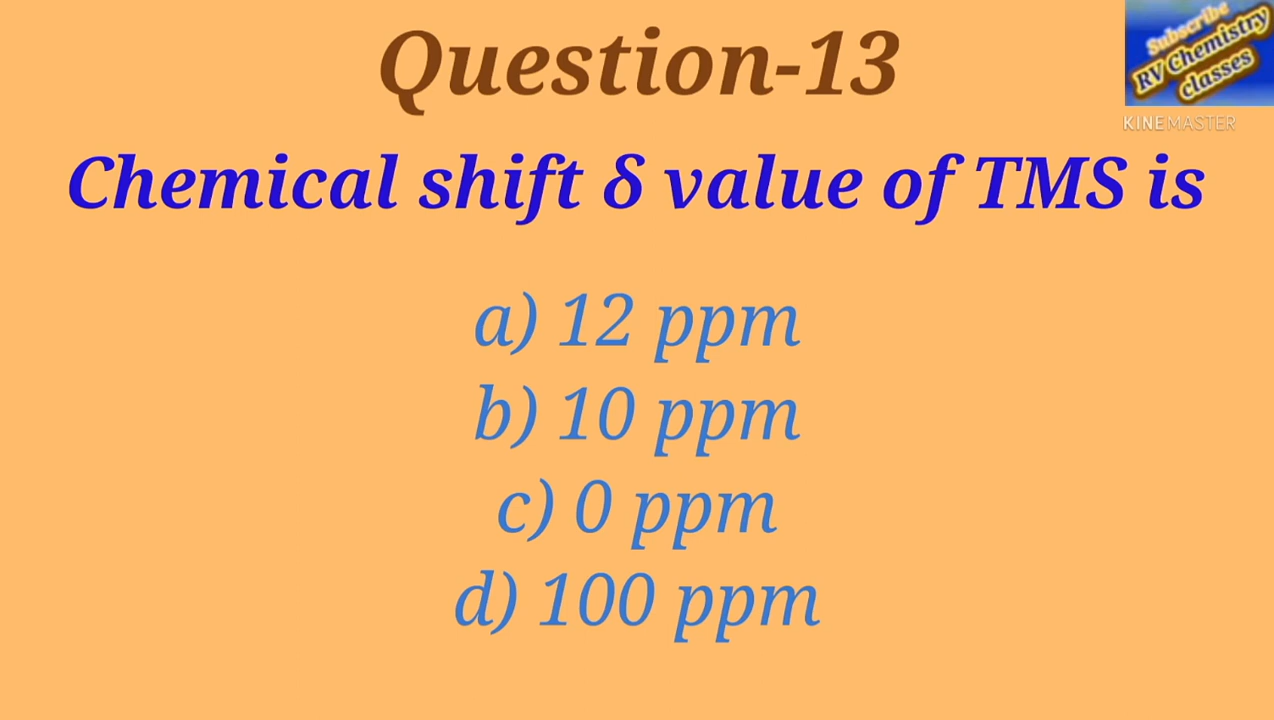 Question-13
Subscribe
RV Chemistry
classes
KINEMASTER
Chemical shift δ value of TMS is
a) 12 ppm
b) 10 ppm
c) 0 ppm
d) 100 ppm